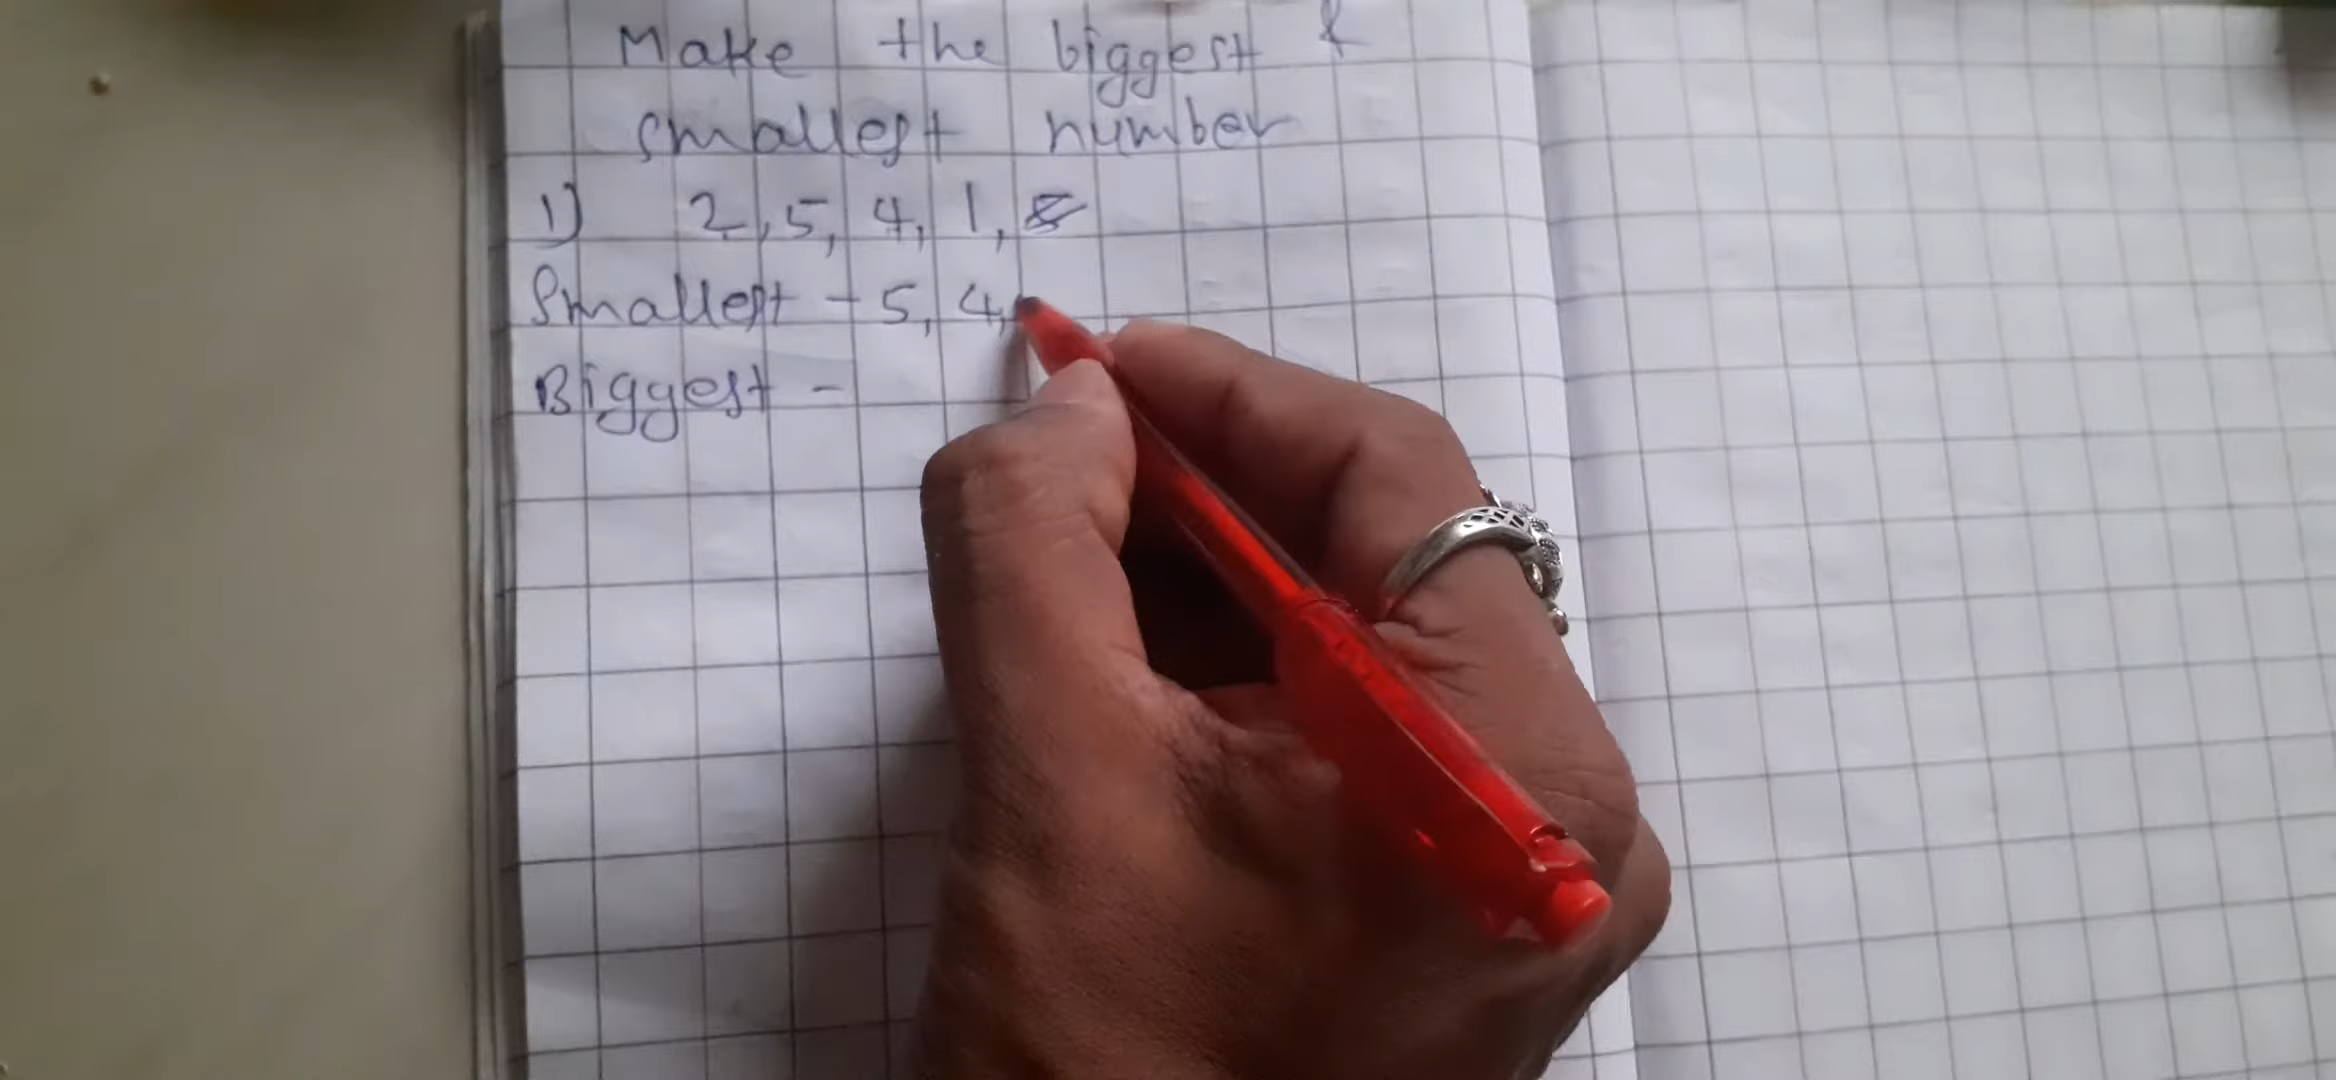 Make the biggest &
smallest number
1) 2, 5, 4, 1, 8
Smallest - 5, 4,
Biggest -